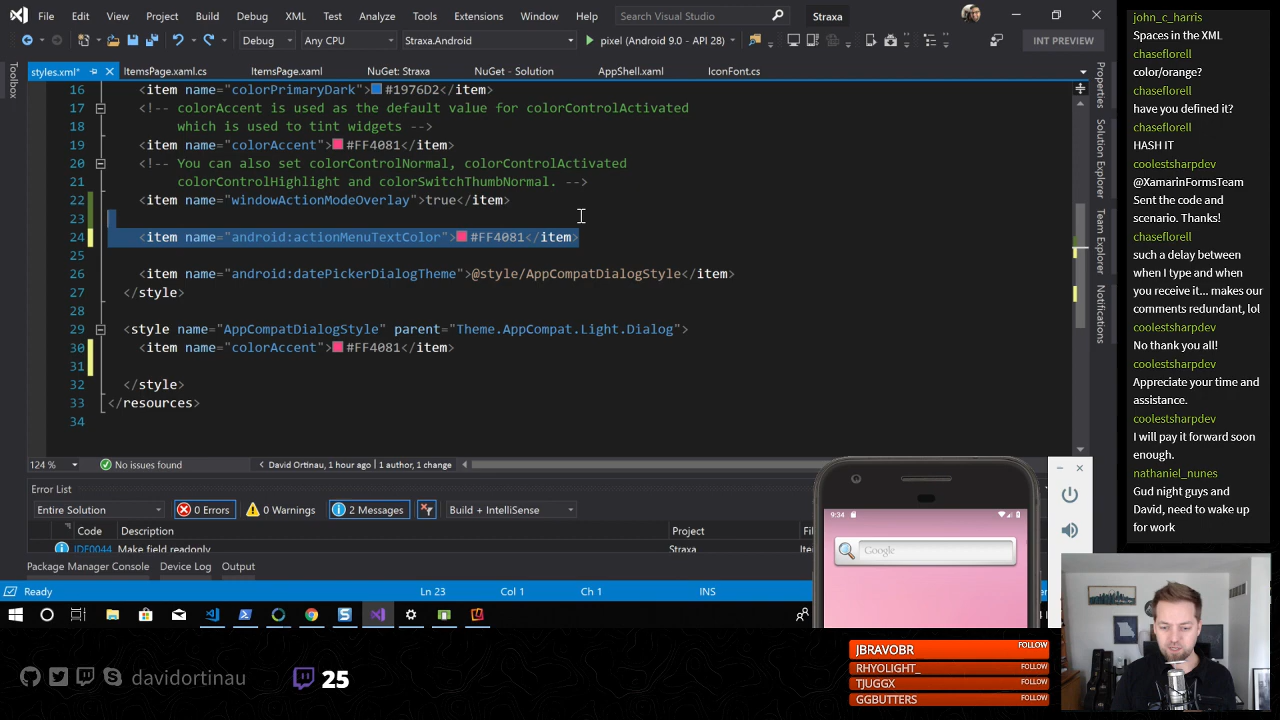 File Edit View Project Build Debug XML Test Analyze Tools Extensions Window Help Search Visual Studio Straxa
Debug Any CPU Straxa.Android pixel (Android 9.0 - API 28) INT PREVIEW
Toolbox
styles.xml* ItemsPage.xaml.cs ItemsPage.xaml NuGet: Straxa NuGet - Solution AppShell.xaml IconFont.cs
16 <item name="colorPrimaryDark">#1976D2</item>
17 <!-- colorAccent is used as the default value for colorControlActivated
18 which is used to tint widgets -->
19 <item name="colorAccent">#FF4081</item>
20 <!-- You can also set colorControlNormal, colorControlActivated
21 colorControlHighlight and colorSwitchThumbNormal. -->
22 <item name="windowActionModeOverlay">true</item>
23
24 <item name="android:actionMenuTextColor">#FF4081</item>
25
26 <item name="android:datePickerDialogTheme">@style/AppCompatDialogStyle</item>
27 </style>
28
29 <style name="AppCompatDialogStyle" parent="Theme.AppCompat.Light.Dialog">
30 <item name="colorAccent">#FF4081</item>
31
32 </style>
33 </resources>
34
Properties
Solution Explorer
Team Explorer
Notifications
124 % No issues found David Ortinau, 1 hour ago | 1 author, 1 change
Error List
Entire Solution 0 Errors 0 Warnings 2 Messages Build + IntelliSense
Code Description Project
IDE0044 Make field readonly Straxa
Package Manager Console Device Log Output
Ready Ln 23 Col 1 Ch 1 INS
9:34
Google
john_c_harris
Spaces in the XML
chaseflorell
color/orange?
chaseflorell
have you defined it?
chaseflorell
HASH IT
coolestsharpdev
@XamarinFormsTeam
Sent the code and
scenario. Thanks!
chaseflorell
such a delay between
when I type and when
you receive it... makes our
comments redundant, lol
coolestsharpdev
No thank you all!
coolestsharpdev
Appreciate your time and
assistance.
coolestsharpdev
I will pay it forward soon
enough.
nathaniel_nunes
Gud night guys and
David, need to wake up
for work
davidortinau 25
JBRAVOBR FOLLOW
RHYOLIGHT_ FOLLOW
TJUGGX FOLLOW
GGBUTTERS FOLLOW